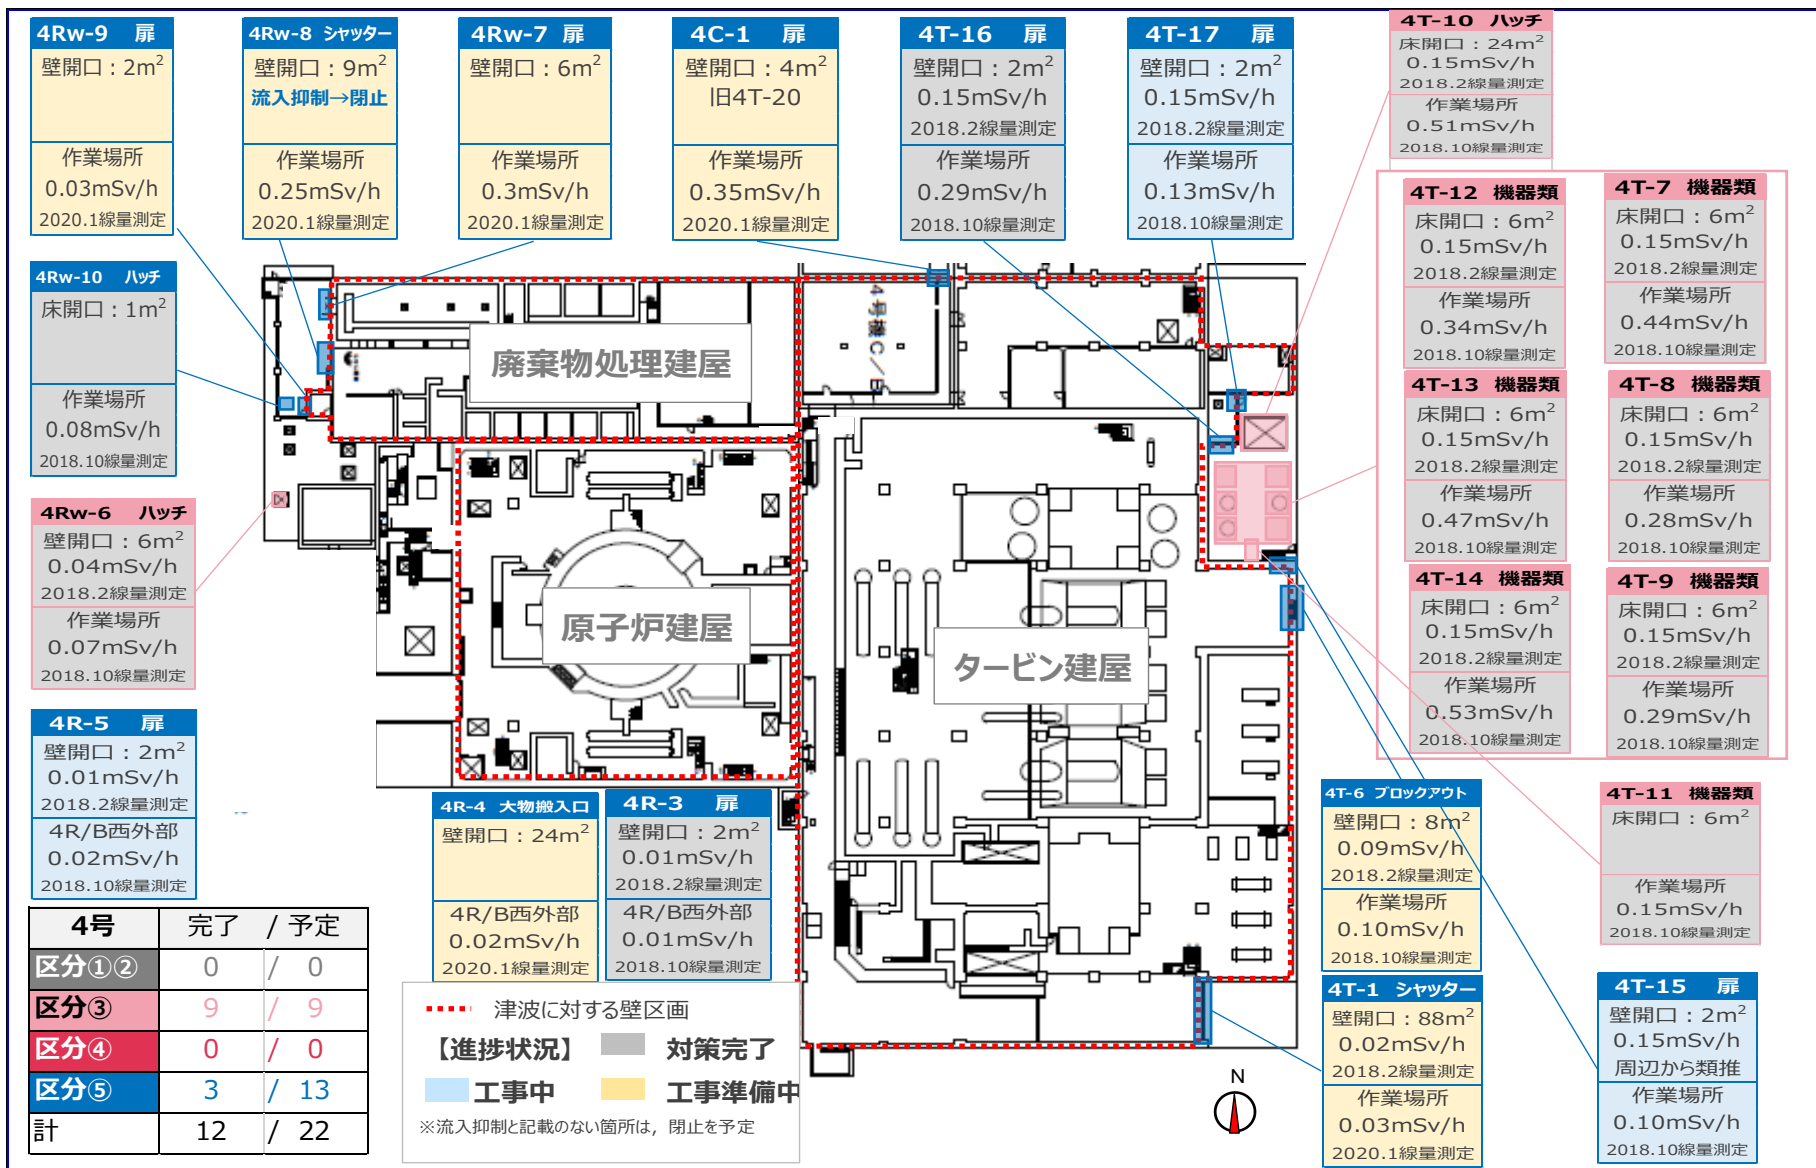 4Rw-9 扉
壁開口：2m²
作業場所
0.03mSv/h
2020.1線量測定
4Rw-8 シャッター
壁開口：9m²
流入抑制→閉止
作業場所
0.25mSv/h
2020.1線量測定
4Rw-7 扉
壁開口：6m²
作業場所
0.3mSv/h
2020.1線量測定
4C-1 扉
壁開口：4m²
旧4T-20
作業場所
0.35mSv/h
2020.1線量測定
4T-16 扉
壁開口：2m²
0.15mSv/h
2018.2線量測定
作業場所
0.29mSv/h
2018.10線量測定
4T-17 扉
壁開口：2m²
0.15mSv/h
2018.2線量測定
作業場所
0.13mSv/h
2018.10線量測定
4T-10 ハッチ
床開口：24m²
0.15mSv/h
2018.2線量測定
作業場所
0.51mSv/h
2018.10線量測定
4T-12 機器類
床開口：6m²
0.15mSv/h
2018.2線量測定
作業場所
0.34mSv/h
2018.10線量測定
4T-7 機器類
床開口：6m²
0.15mSv/h
2018.2線量測定
作業場所
0.44mSv/h
2018.10線量測定
4T-13 機器類
床開口：6m²
0.15mSv/h
2018.2線量測定
作業場所
0.47mSv/h
2018.10線量測定
4T-8 機器類
床開口：6m²
0.15mSv/h
2018.2線量測定
作業場所
0.28mSv/h
2018.10線量測定
4T-14 機器類
床開口：6m²
0.15mSv/h
2018.2線量測定
作業場所
0.53mSv/h
2018.10線量測定
4T-9 機器類
床開口：6m²
0.15mSv/h
2018.2線量測定
作業場所
0.29mSv/h
2018.10線量測定
4Rw-10 ハッチ
床開口：1m²
作業場所
0.08mSv/h
2018.10線量測定
4Rw-6 ハッチ
壁開口：6m²
0.04mSv/h
2018.2線量測定
作業場所
0.07mSv/h
2018.10線量測定
4R-5 扉
壁開口：2m²
0.01mSv/h
2018.2線量測定
4R/B西外部
0.02mSv/h
2018.10線量測定
廃棄物処理建屋
4号機C/B
原子炉建屋
タービン建屋
4R-4 大物搬入口
壁開口：24m²
4R/B西外部
0.02mSv/h
2020.1線量測定
4R-3 扉
壁開口：2m²
0.01mSv/h
2018.2線量測定
4R/B西外部
0.01mSv/h
2018.10線量測定
4T-6 ブロックアウト
壁開口：8m²
0.09mSv/h
2018.2線量測定
作業場所
0.10mSv/h
2018.10線量測定
4T-11 機器類
床開口：6m²
作業場所
0.15mSv/h
2018.10線量測定
4T-1 シャッター
壁開口：88m²
0.02mSv/h
2018.2線量測定
作業場所
0.03mSv/h
2020.1線量測定
4T-15 扉
壁開口：2m²
0.15mSv/h
周辺から類推
作業場所
0.10mSv/h
2018.10線量測定
4号 完了 / 予定
区分①② 0 / 0
区分③ 9 / 9
区分④ 0 / 0
区分⑤ 3 / 13
計 12 / 22
津波に対する壁区画
【進捗状況】 対策完了
工事中 工事準備中
※流入抑制と記載のない箇所は，閉止を予定
N